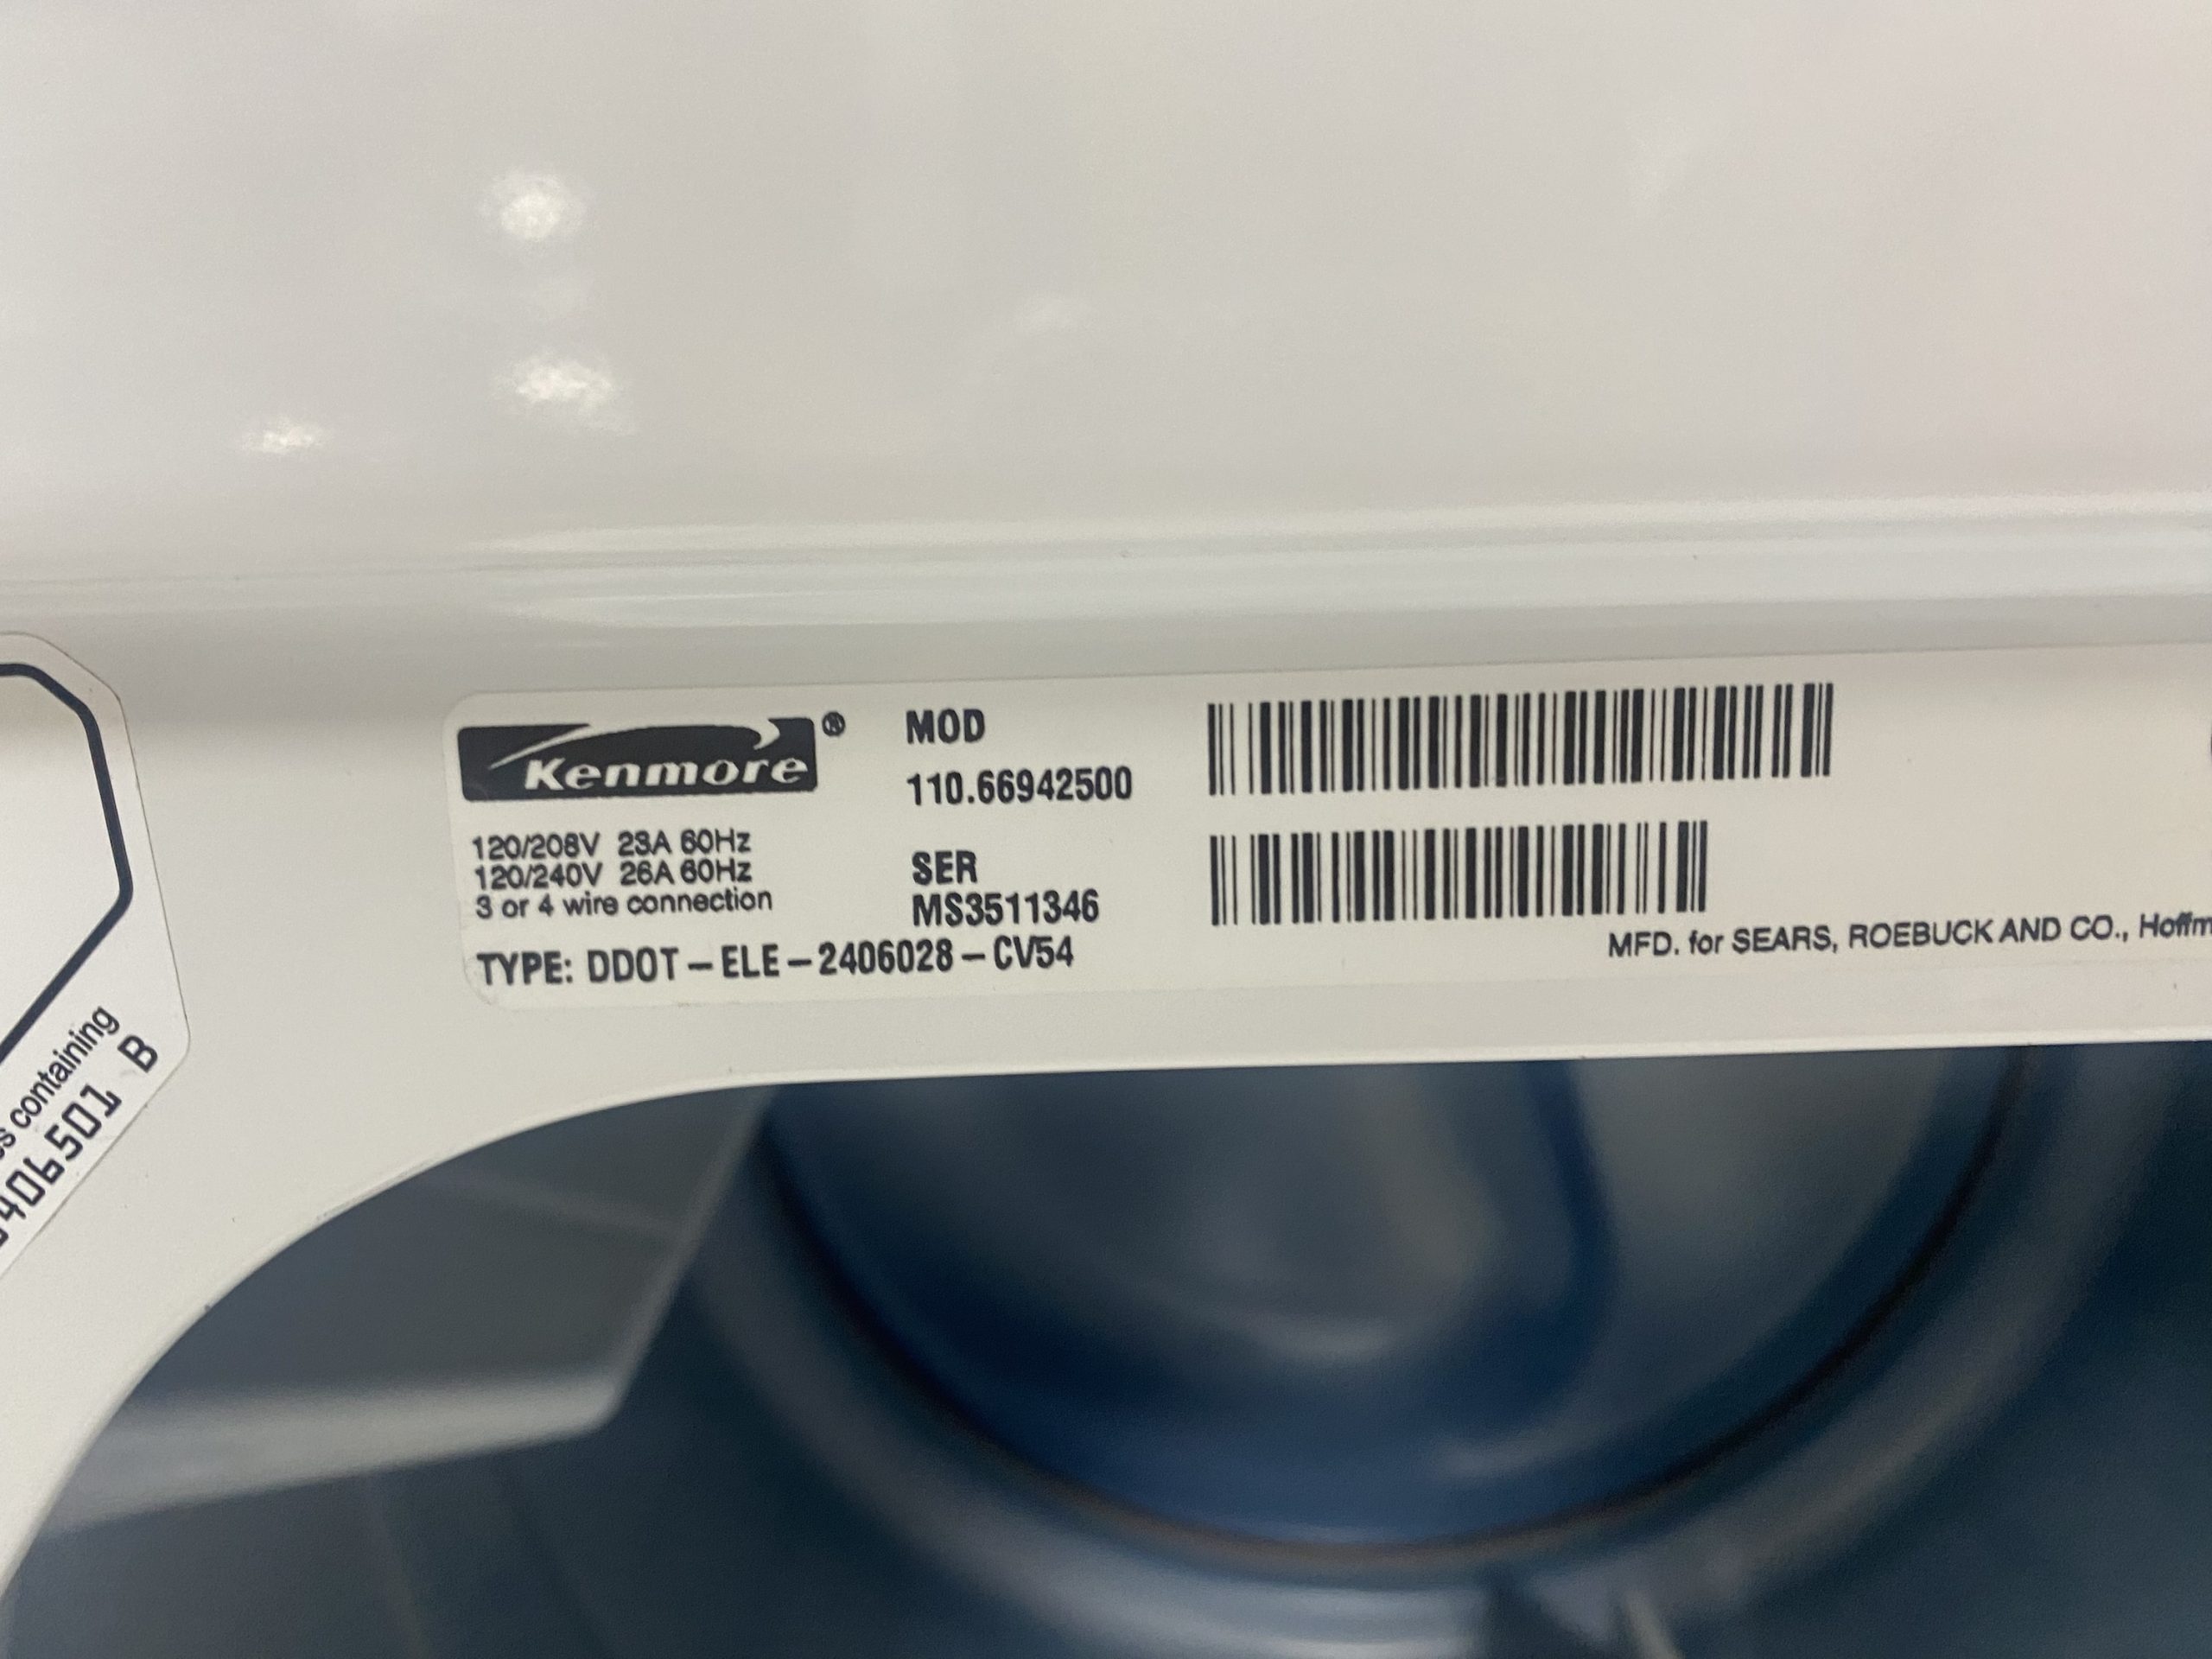 Kenmore®
MOD
110.66942500
120/208V 23A 60Hz
120/240V 26A 60Hz
3 or 4 wire connection
SER
MS3511346
TYPE: DDOT – ELE – 2406028 – CV54
MFD. for SEARS, ROEBUCK AND CO.,
containing
406501 B